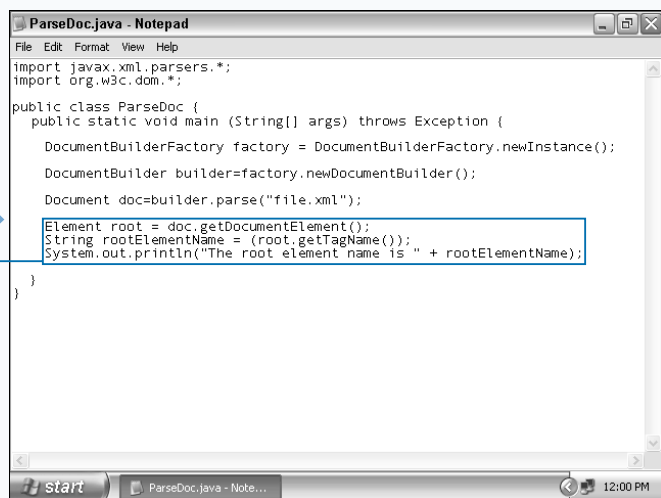 ParseDoc.java - Notepad
File Edit Format View Help
import javax.xml.parsers.*;
import org.w3c.dom.*;
public class ParseDoc {
public static void main (String[] args) throws Exception {
DocumentBuilderFactory factory = DocumentBuilderFactory.newInstance();
DocumentBuilder builder=factory.newDocumentBuilder();
Document doc=builder.parse("file.xml");
Element root = doc.getDocumentElement();
String rootElementName = (root.getTagName());
System.out.println("The root element name is " + rootElementName);
}
}
start ParseDoc.java - Note... 12:00 PM